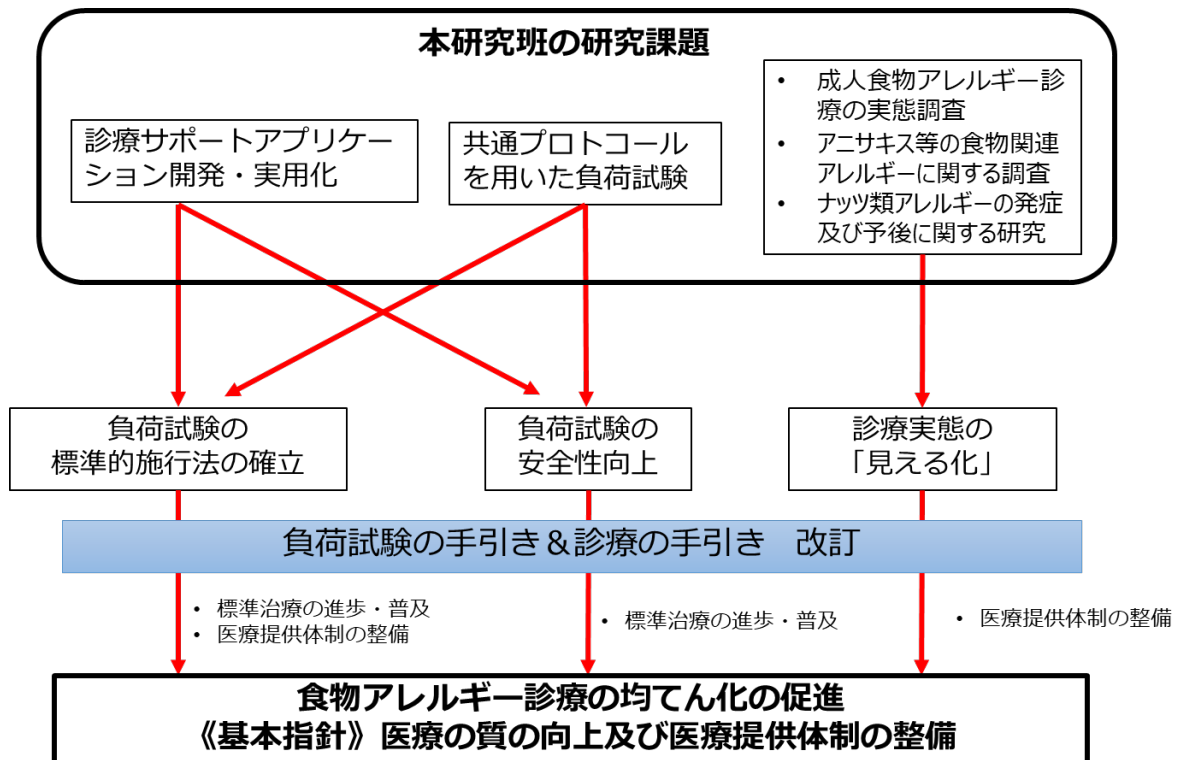 本研究班の研究課題
診療サポートアプリケー
ション開発・実用化
共通プロトコール
を用いた負荷試験
• 成人食物アレルギー診
療の実態調査
• アニサキス等の食物関連
アレルギーに関する調査
• ナッツ類アレルギーの発症
及び予後に関する研究
負荷試験の
標準的施行法の確立
負荷試験の
安全性向上
診療実態の
「見える化」
負荷試験の手引き＆診療の手引き　改訂
• 標準治療の進歩・普及
• 医療提供体制の整備
• 標準治療の進歩・普及
• 医療提供体制の整備
食物アレルギー診療の均てん化の促進
《基本指針》医療の質の向上及び医療提供体制の整備